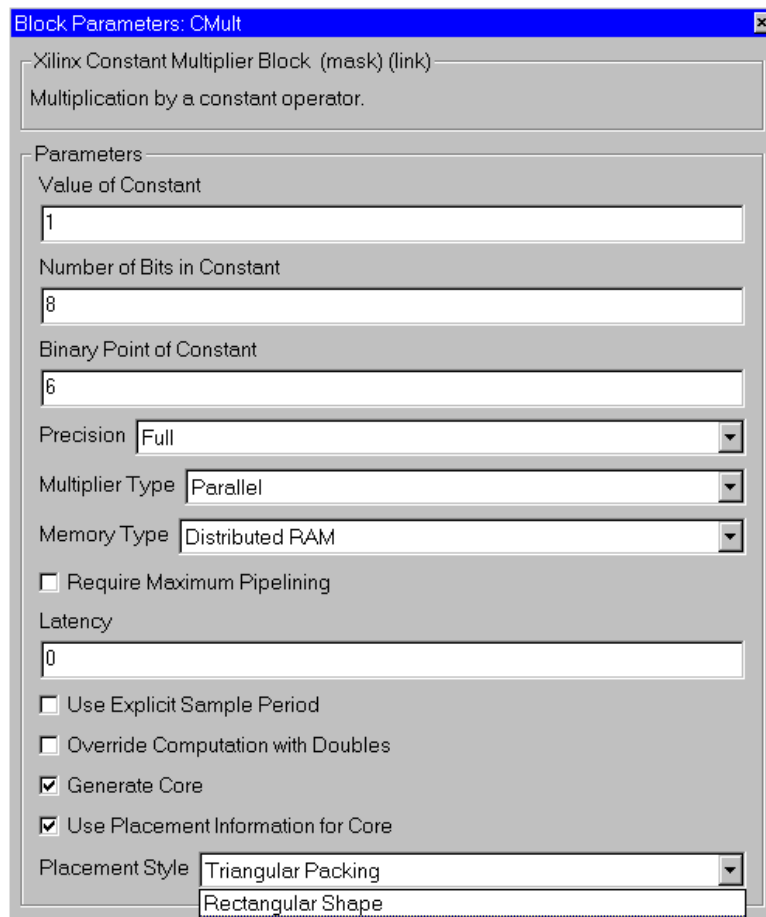 Block Parameters: CMult
Xilinx Constant Multiplier Block (mask) (link)
Multiplication by a constant operator.
Parameters
Value of Constant
1
Number of Bits in Constant
8
Binary Point of Constant
6
Precision Full
Multiplier Type Parallel
Memory Type Distributed RAM
Require Maximum Pipelining
Latency
0
Use Explicit Sample Period
Override Computation with Doubles
Generate Core
Use Placement Information for Core
Placement Style Triangular Packing
Rectangular Shape